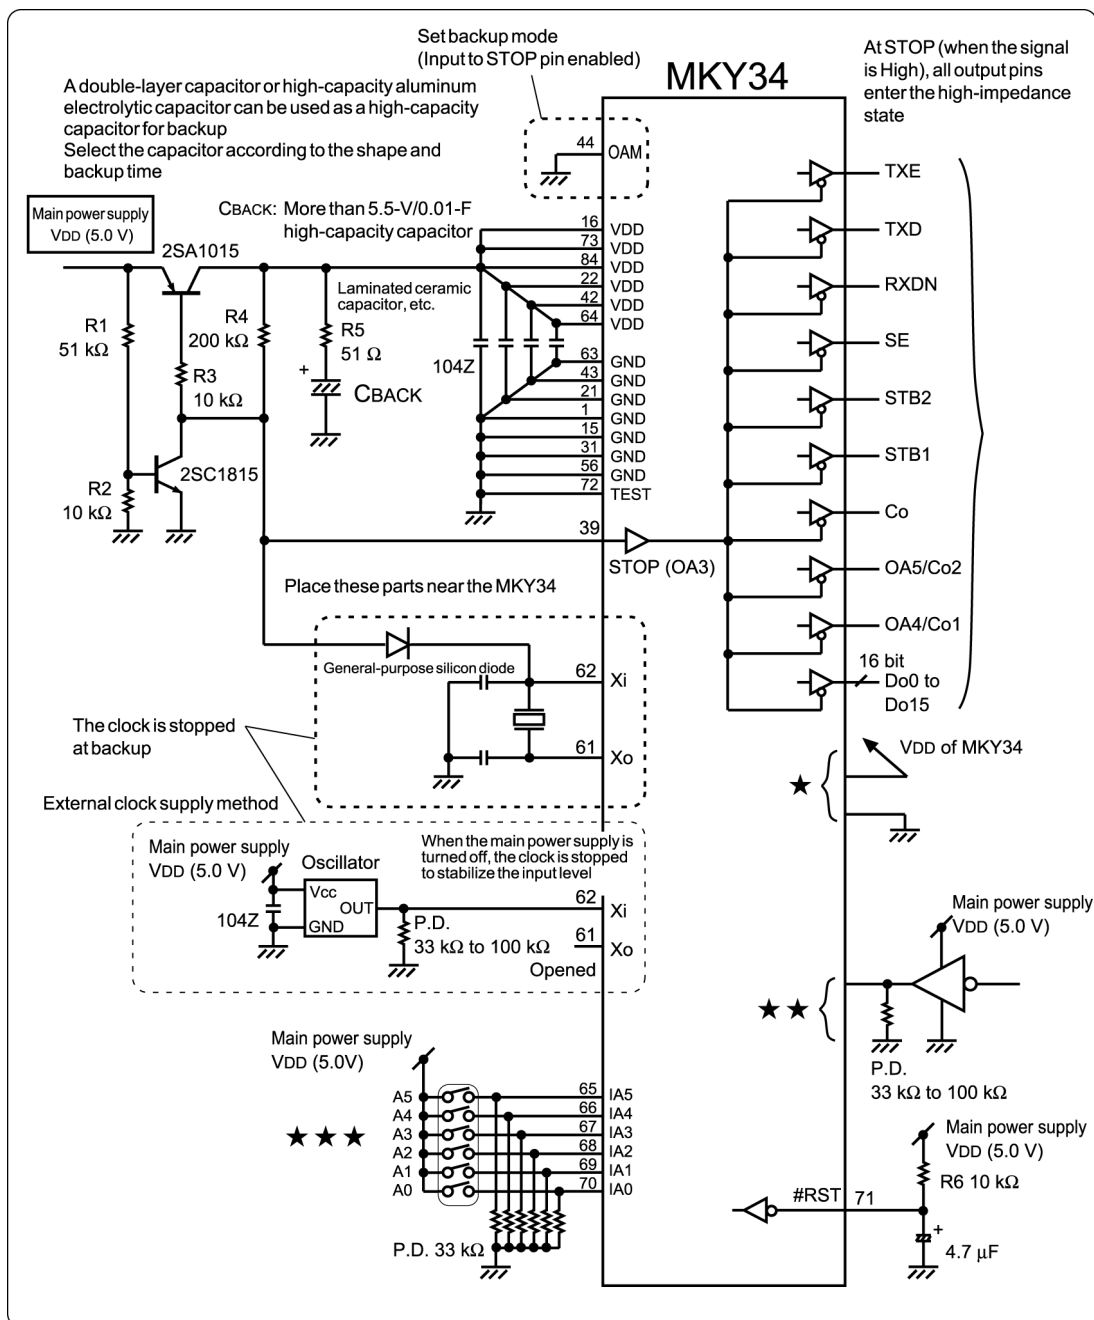 Set backup mode
(Input to STOP pin enabled)
MKY34
At STOP (when the signal
is High), all output pins
enter the high-impedance
state
A double-layer capacitor or high-capacity aluminum
electrolytic capacitor can be used as a high-capacity
capacitor for backup
Select the capacitor according to the shape and
backup time
44
OAM
Main power supply
VDD (5.0 V)
CBACK: More than 5.5-V/0.01-F
high-capacity capacitor
2SA1015
Laminated ceramic
capacitor, etc.
R1
51 kΩ
R4
200 kΩ
R5
51 Ω
R3
10 kΩ
+
CBACK
104Z
2SC1815
R2
10 kΩ
16 VDD
73 VDD
84 VDD
22 VDD
42 VDD
64 VDD
63 GND
43 GND
21 GND
1 GND
15 GND
31 GND
56 GND
72 TEST
39
STOP (OA3)
TXE
TXD
RXDN
SE
STB2
STB1
Co
OA5/Co2
OA4/Co1
16 bit
Do0 to
Do15
Place these parts near the MKY34
General-purpose silicon diode
62 Xi
61 Xo
The clock is stopped
at backup
★
VDD of MKY34
External clock supply method
Main power supply
VDD (5.0 V)
Oscillator
Vcc
OUT
GND
104Z
When the main power supply is
turned off, the clock is stopped
to stabilize the input level
P.D.
33 kΩ to 100 kΩ
62 Xi
61 Xo
Opened
Main power supply
VDD (5.0 V)
★★
P.D.
33 kΩ to 100 kΩ
Main power supply
VDD (5.0V)
★★★
A5 65 IA5
A4 66 IA4
A3 67 IA3
A2 68 IA2
A1 69 IA1
A0 70 IA0
P.D. 33 kΩ
Main power supply
VDD (5.0 V)
R6 10 kΩ
#RST 71
+
4.7 µF